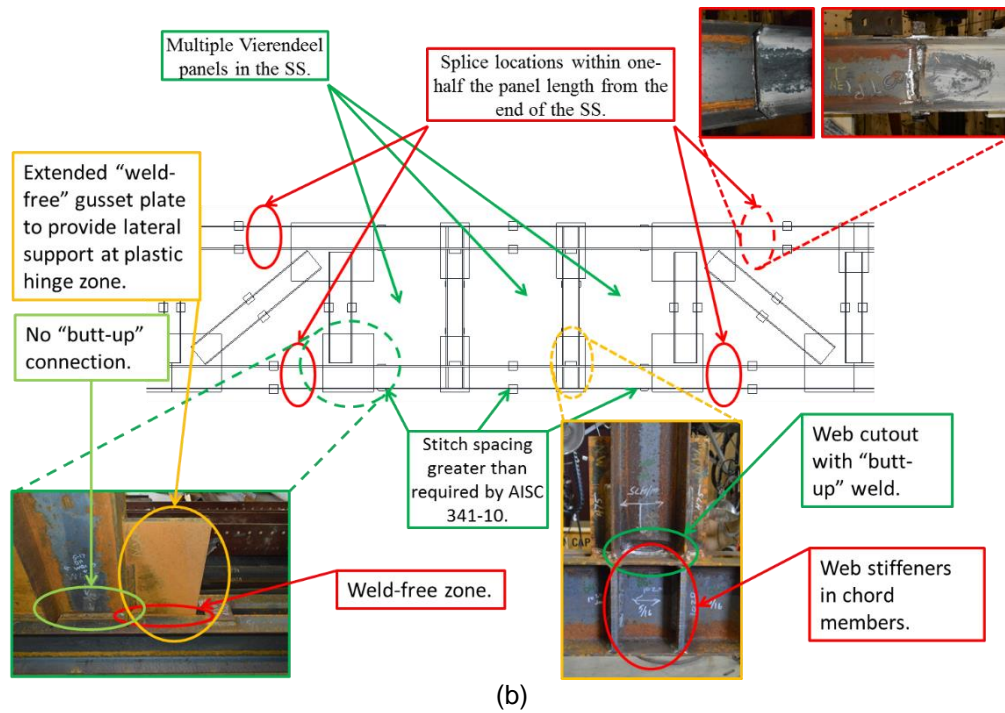 Multiple Vierendeel
panels in the SS.
Splice locations within one-
half the panel length from the
end of the SS.
Extended “weld-
free” gusset plate
to provide lateral
support at plastic
hinge zone.
No “butt-up”
connection.
Stitch spacing
greater than
required by AISC
341-10.
Web cutout
with “butt-
up” weld.
Weld-free zone.
Web stiffeners
in chord
members.
CAP
5/16
(b)